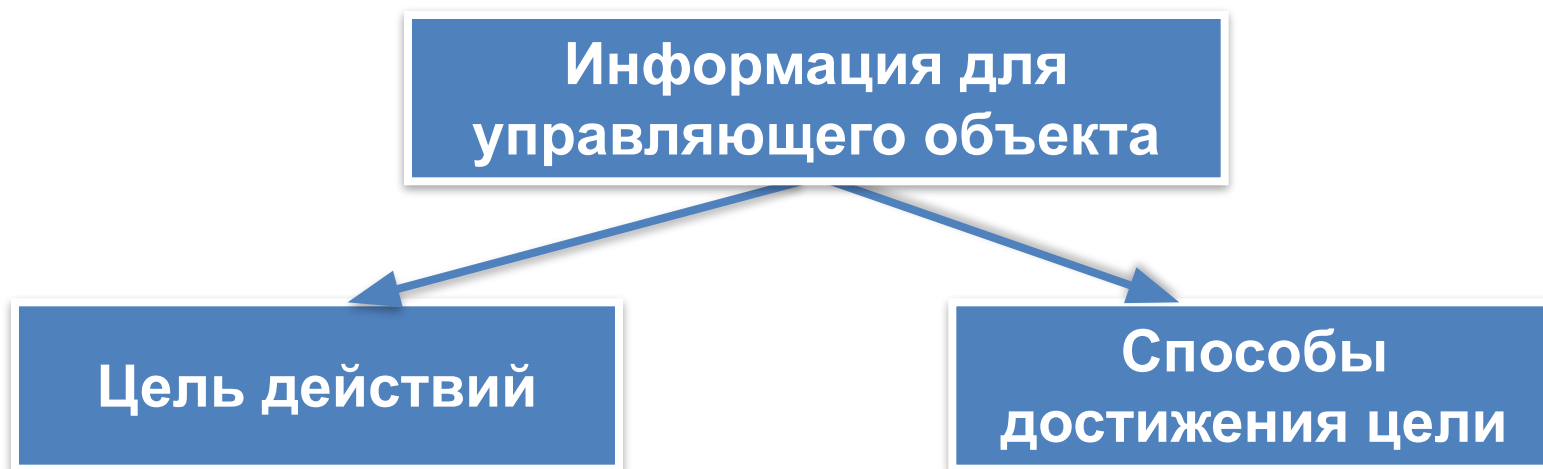 Информация для
управляющего объекта
Цель действий
Способы
достижения цели